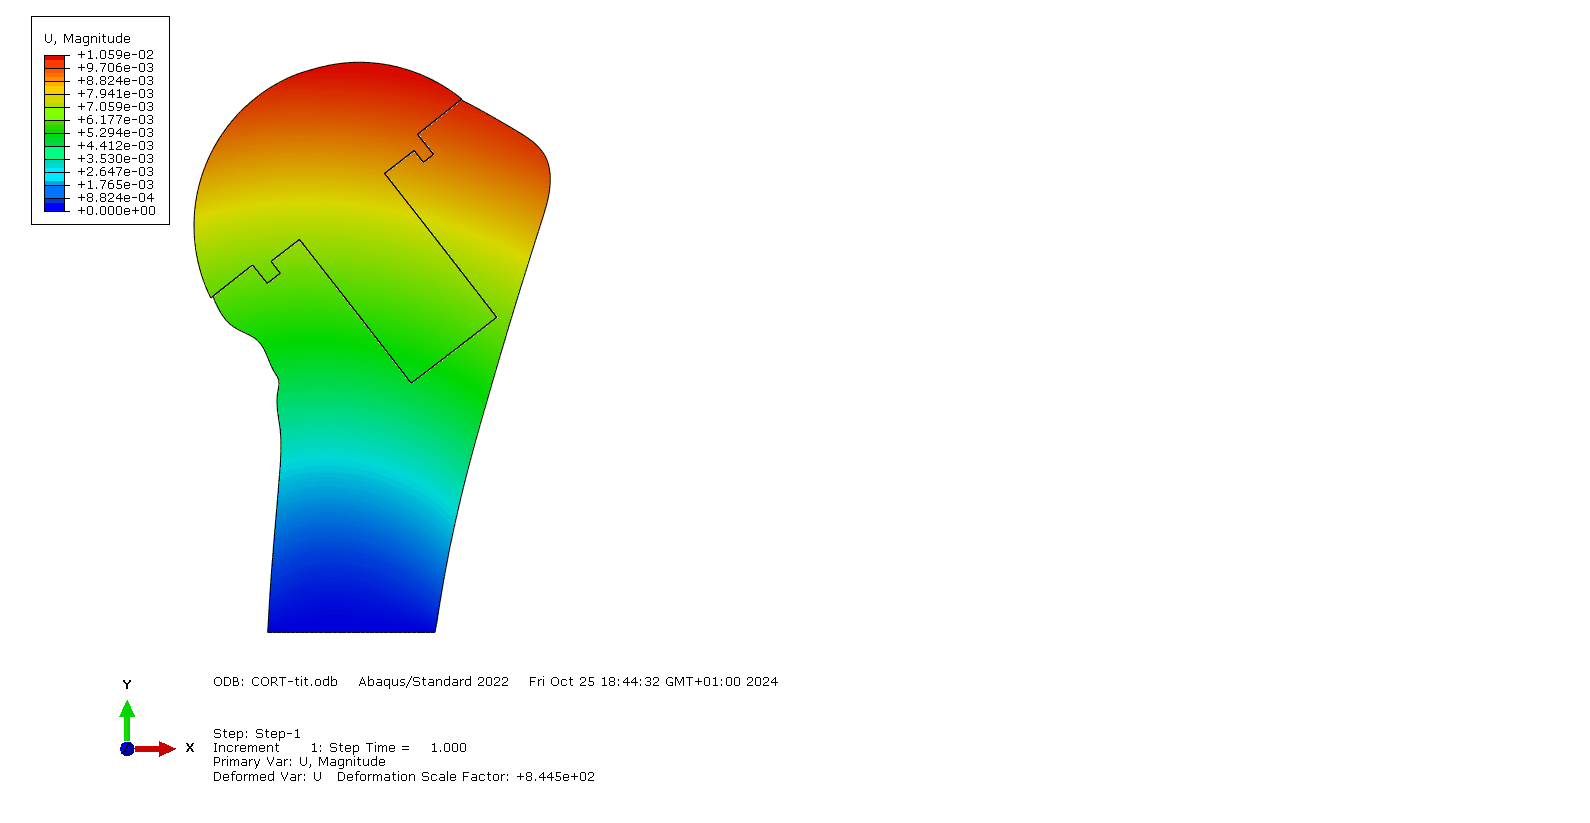 U, Magnitude
+1.059e-02
+9.706e-03
+8.824e-03
+7.941e-03
+7.059e-03
+6.177e-03
+5.294e-03
+4.412e-03
+3.530e-03
+2.647e-03
+1.765e-03
+8.824e-04
+0.000e+00
ODB: CORT-tit.odb Abaqus/Standard 2022 Fri Oct 25 18:44:32 GMT+01:00 2024
Y
X
Step: Step-1
Increment 1: Step Time = 1.000
Primary Var: U, Magnitude
Deformed Var: U Deformation Scale Factor: +8.445e+02